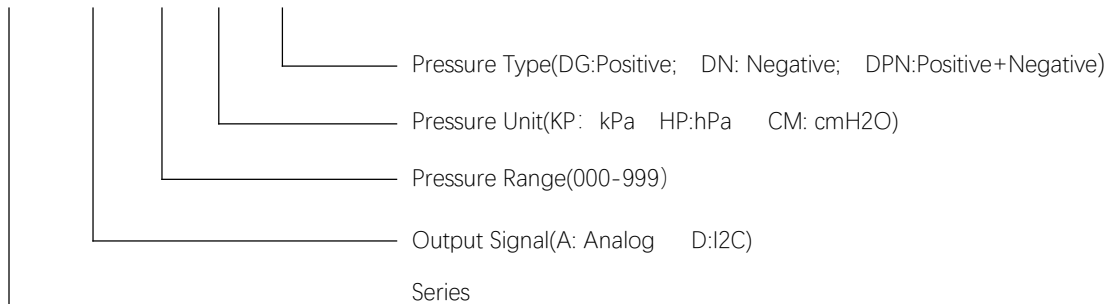 Pressure Type(DG:Positive; DN: Negative; DPN:Positive+Negative)
Pressure Unit(KP: kPa HP:hPa CM: cmH2O)
Pressure Range(000-999)
Output Signal(A: Analog D:I2C)
Series